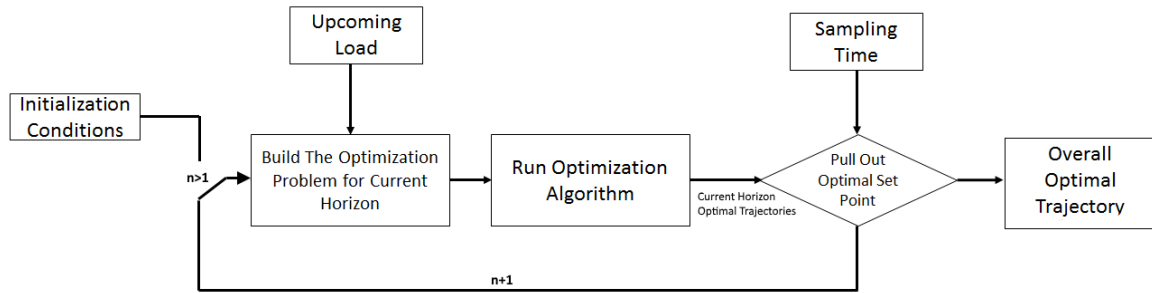 Upcoming
Load
Sampling
Time
Initialization
Conditions
n>1
Build The Optimization
Problem for Current
Horizon
Run Optimization
Algorithm
Current Horizon
Optimal Trajectories
Pull Out
Optimal Set
Point
Overall
Optimal
Trajectory
n+1